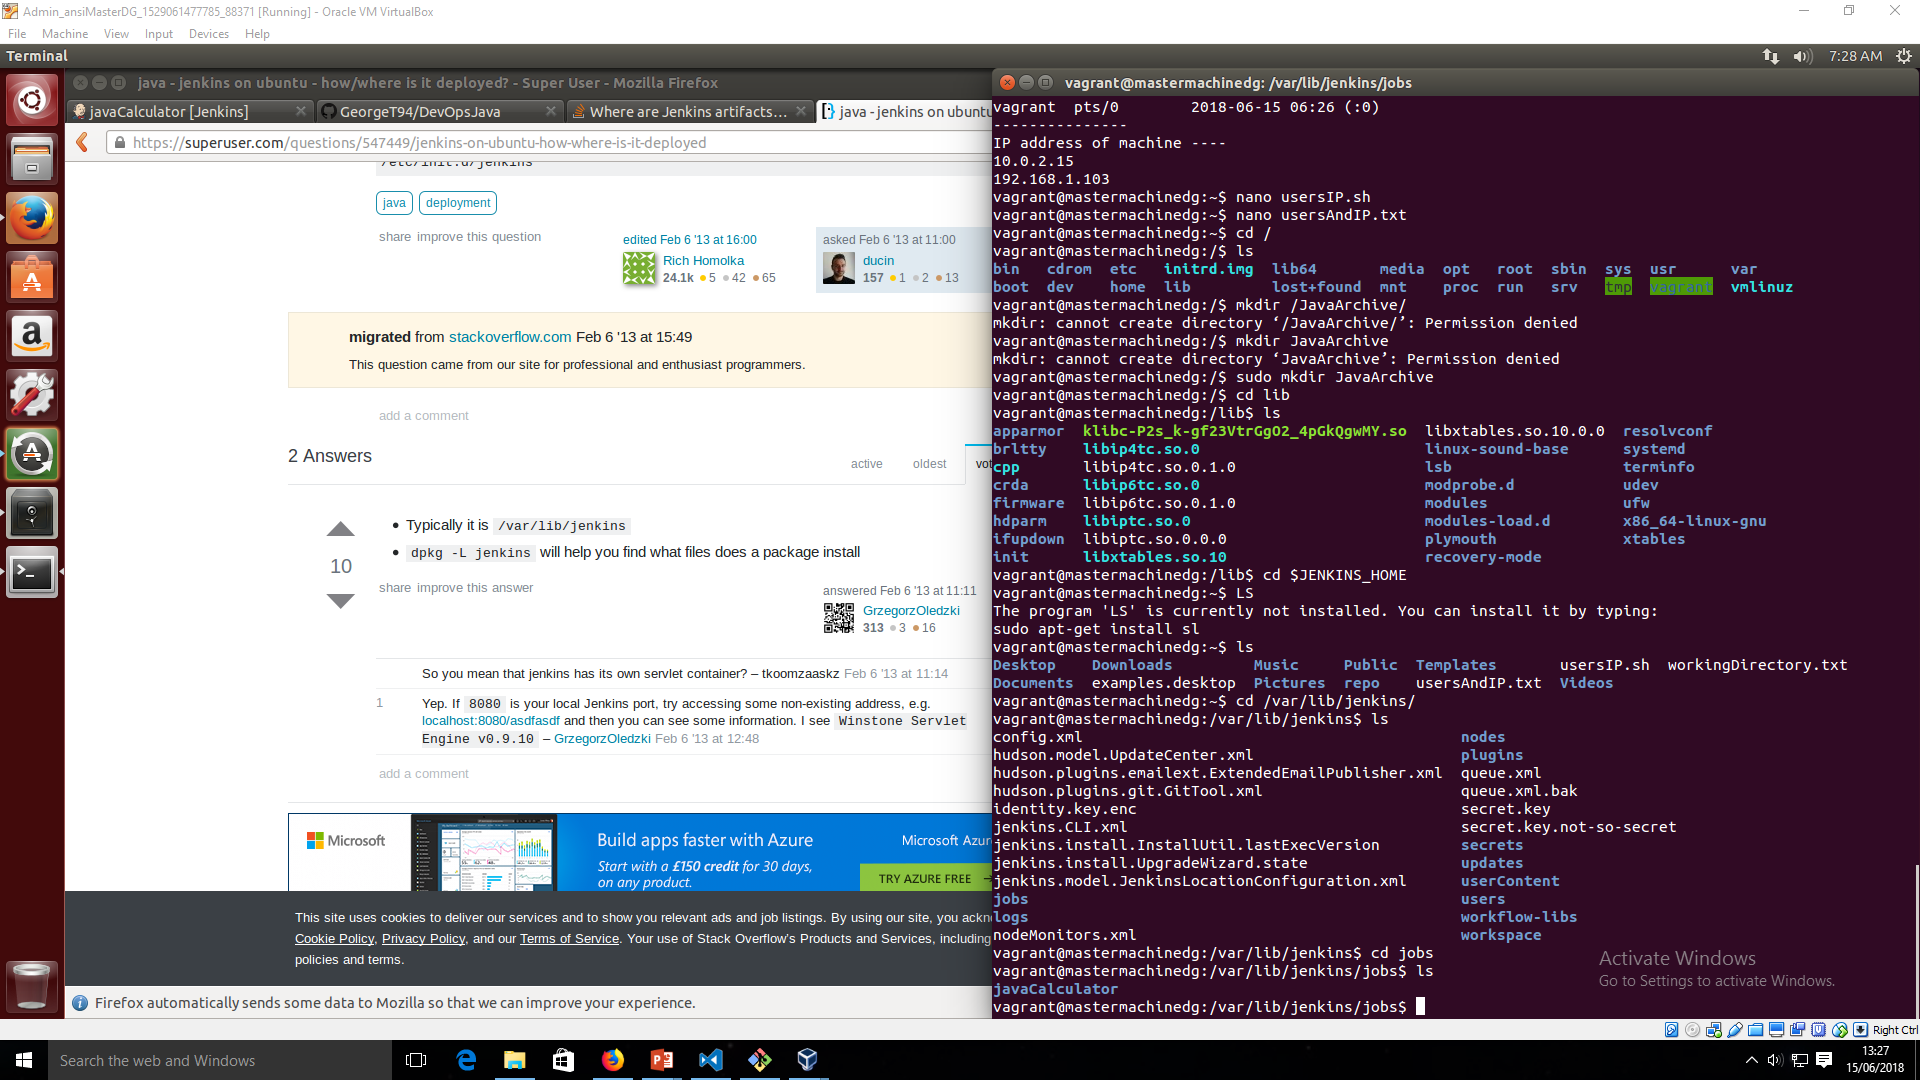 Admin_ansiMasterDG_1529061477785_88371 [Running] - Oracle VM VirtualBox
File Machine View Input Devices Help
Terminal
7:28 AM
java - jenkins on ubuntu - how/where is it deployed? - Super User - Mozilla Firefox
javaCalculator [Jenkins]
GeorgeT94/DevOpsJava
Where are Jenkins artifacts...
java - jenkins on ubuntu
https://superuser.com/questions/547449/jenkins-on-ubuntu-how-where-is-it-deployed
/etc/init.d/jenkins
java deployment
share improve this question
edited Feb 6 '13 at 16:00
Rich Homolka
24.1k 5 42 65
asked Feb 6 '13 at 11:00
ducin
157 1 2 13
migrated from stackoverflow.com Feb 6 '13 at 15:49
This question came from our site for professional and enthusiast programmers.
add a comment
2 Answers
active oldest vot
10
Typically it is /var/lib/jenkins
dpkg -L jenkins will help you find what files does a package install
share improve this answer
answered Feb 6 '13 at 11:11
GrzegorzOledzki
313 3 16
So you mean that jenkins has its own servlet container? – tkoomzaaskz Feb 6 '13 at 11:14
1
Yep. If 8080 is your local Jenkins port, try accessing some non-existing address, e.g.
localhost:8080/asdfasdf and then you can see some information. I see Winstone Servlet
Engine v0.9.10 – GrzegorzOledzki Feb 6 '13 at 12:48
add a comment
Microsoft
Build apps faster with Azure
Start with a £150 credit for 30 days,
on any product.
Microsoft Azur
TRY AZURE FREE
This site uses cookies to deliver our services and to show you relevant ads and job listings. By using our site, you ackn
Cookie Policy, Privacy Policy, and our Terms of Service. Your use of Stack Overflow's Products and Services, including
policies and terms.
Firefox automatically sends some data to Mozilla so that we can improve your experience.
vagrant@mastermachinedg: /var/lib/jenkins/jobs
vagrant pts/0 2018-06-15 06:26 (:0)
---------------
IP address of machine ----
10.0.2.15
192.168.1.103
vagrant@mastermachinedg:~$ nano usersIP.sh
vagrant@mastermachinedg:~$ nano usersAndIP.txt
vagrant@mastermachinedg:~$ cd /
vagrant@mastermachinedg:/$ ls
bin cdrom etc initrd.img lib64 media opt root sbin sys usr var
boot dev home lib lost+found mnt proc run srv tmp vagrant vmlinuz
vagrant@mastermachinedg:/$ mkdir /JavaArchive/
mkdir: cannot create directory ‘/JavaArchive/’: Permission denied
vagrant@mastermachinedg:/$ mkdir JavaArchive
mkdir: cannot create directory ‘JavaArchive’: Permission denied
vagrant@mastermachinedg:/$ sudo mkdir JavaArchive
vagrant@mastermachinedg:/$ cd lib
vagrant@mastermachinedg:/lib$ ls
apparmor klibc-P2s_k-gf23VtrGgO2_4pGkQgwMY.so libxtables.so.10.0.0 resolvconf
brltty libip4tc.so.0 linux-sound-base systemd
cpp libip4tc.so.0.1.0 lsb terminfo
crda libip6tc.so.0 modprobe.d udev
firmware libip6tc.so.0.1.0 modules ufw
hdparm libiptc.so.0 modules-load.d x86_64-linux-gnu
ifupdown libiptc.so.0.0.0 plymouth xtables
init libxtables.so.10 recovery-mode
vagrant@mastermachinedg:/lib$ cd $JENKINS_HOME
vagrant@mastermachinedg:~$ LS
The program 'LS' is currently not installed. You can install it by typing:
sudo apt-get install sl
vagrant@mastermachinedg:~$ ls
Desktop Downloads Music Public Templates usersIP.sh workingDirectory.txt
Documents examples.desktop Pictures repo usersAndIP.txt Videos
vagrant@mastermachinedg:~$ cd /var/lib/jenkins/
vagrant@mastermachinedg:/var/lib/jenkins$ ls
config.xml nodes
hudson.model.UpdateCenter.xml plugins
hudson.plugins.emailext.ExtendedEmailPublisher.xml queue.xml
hudson.plugins.git.GitTool.xml queue.xml.bak
identity.key.enc secret.key
jenkins.CLI.xml secret.key.not-so-secret
jenkins.install.InstallUtil.lastExecVersion secrets
jenkins.install.UpgradeWizard.state updates
jenkins.model.JenkinsLocationConfiguration.xml userContent
jobs users
logs workflow-libs
nodeMonitors.xml workspace
vagrant@mastermachinedg:/var/lib/jenkins$ cd jobs
vagrant@mastermachinedg:/var/lib/jenkins/jobs$ ls
javaCalculator
vagrant@mastermachinedg:/var/lib/jenkins/jobs$
Activate Windows
Go to Settings to activate Windows.
Right Ctrl
Search the web and Windows
13:27
15/06/2018